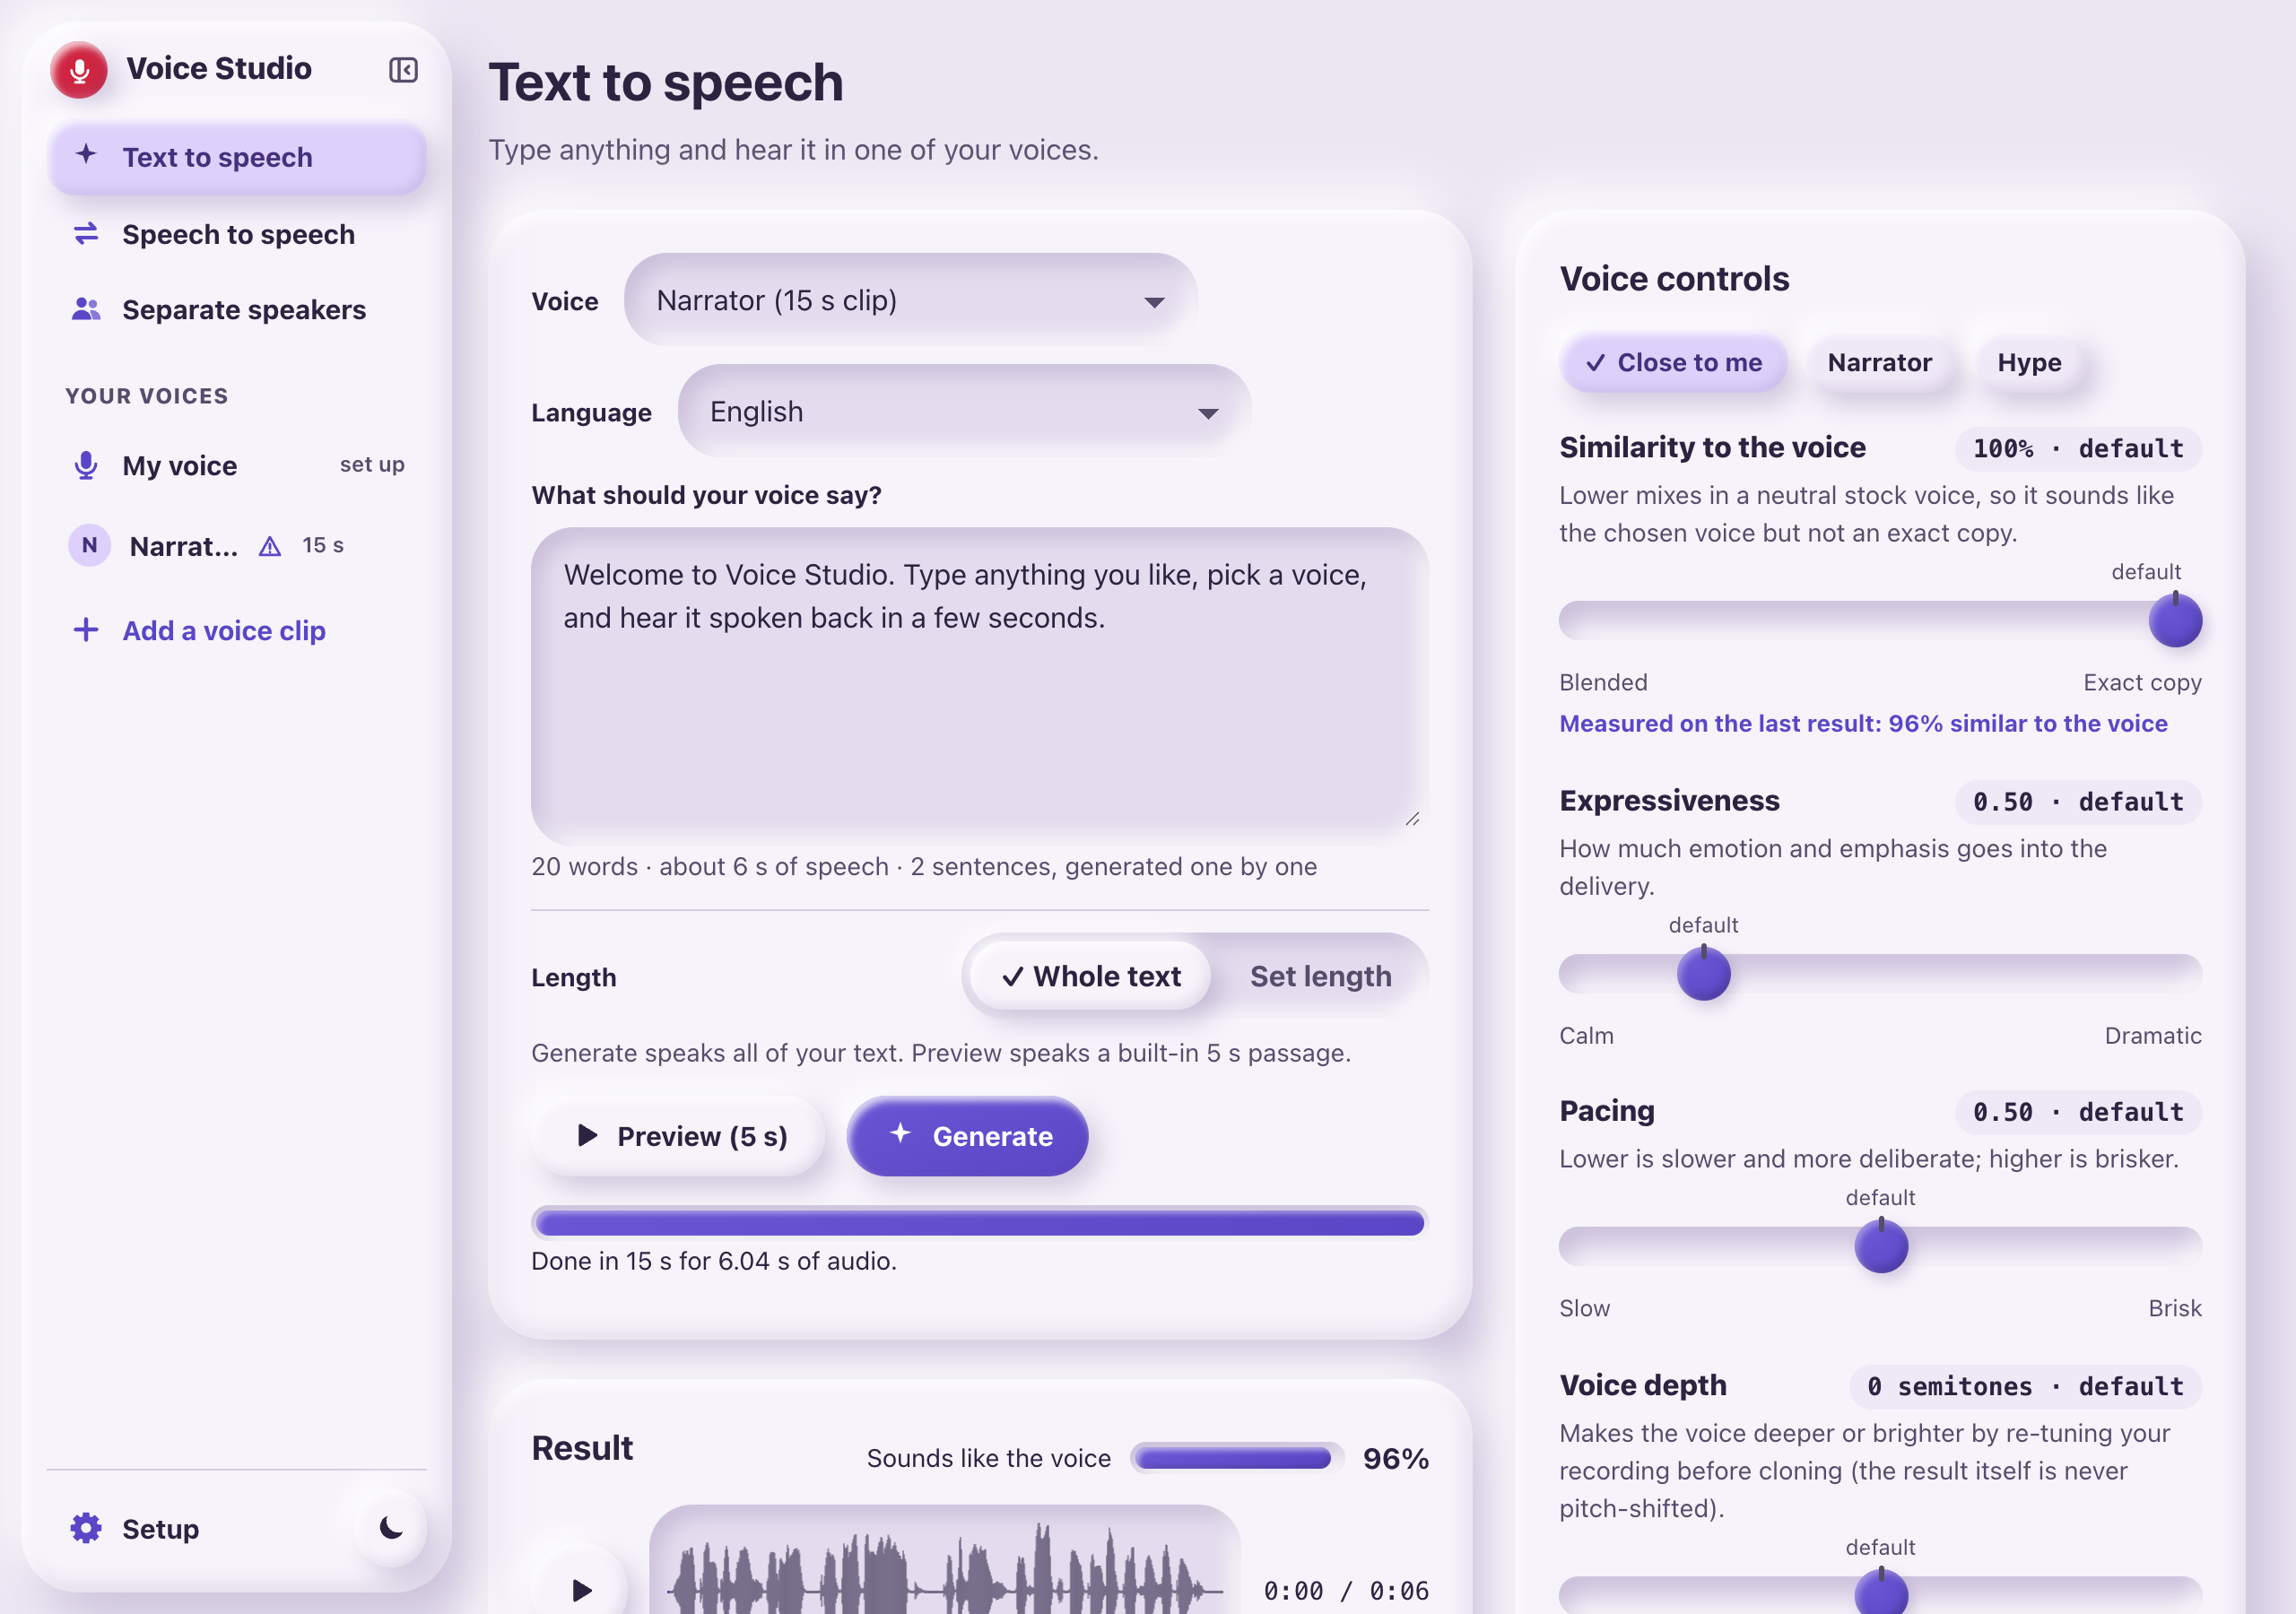 Voice Studio
Text to speech
Speech to speech
Separate speakers
YOUR VOICES
My voice
set up
N
Narrat...
15 s
Add a voice clip
Setup
Text to speech
Type anything and hear it in one of your voices.
Voice
Narrator (15 s clip)
Language
English
What should your voice say?
Welcome to Voice Studio. Type anything you like, pick a voice,
and hear it spoken back in a few seconds.
20 words · about 6 s of speech · 2 sentences, generated one by one
Length
Whole text
Set length
Generate speaks all of your text. Preview speaks a built-in 5 s passage.
Preview (5 s)
Generate
Done in 15 s for 6.04 s of audio.
Result
Sounds like the voice
96%
0:00 / 0:06
Voice controls
Close to me
Narrator
Hype
Similarity to the voice
100% · default
Lower mixes in a neutral stock voice, so it sounds like
the chosen voice but not an exact copy.
default
Blended
Exact copy
Measured on the last result: 96% similar to the voice
Expressiveness
0.50 · default
How much emotion and emphasis goes into the
delivery.
default
Calm
Dramatic
Pacing
0.50 · default
Lower is slower and more deliberate; higher is brisker.
default
Slow
Brisk
Voice depth
0 semitones · default
Makes the voice deeper or brighter by re-tuning your
recording before cloning (the result itself is never
pitch-shifted).
default